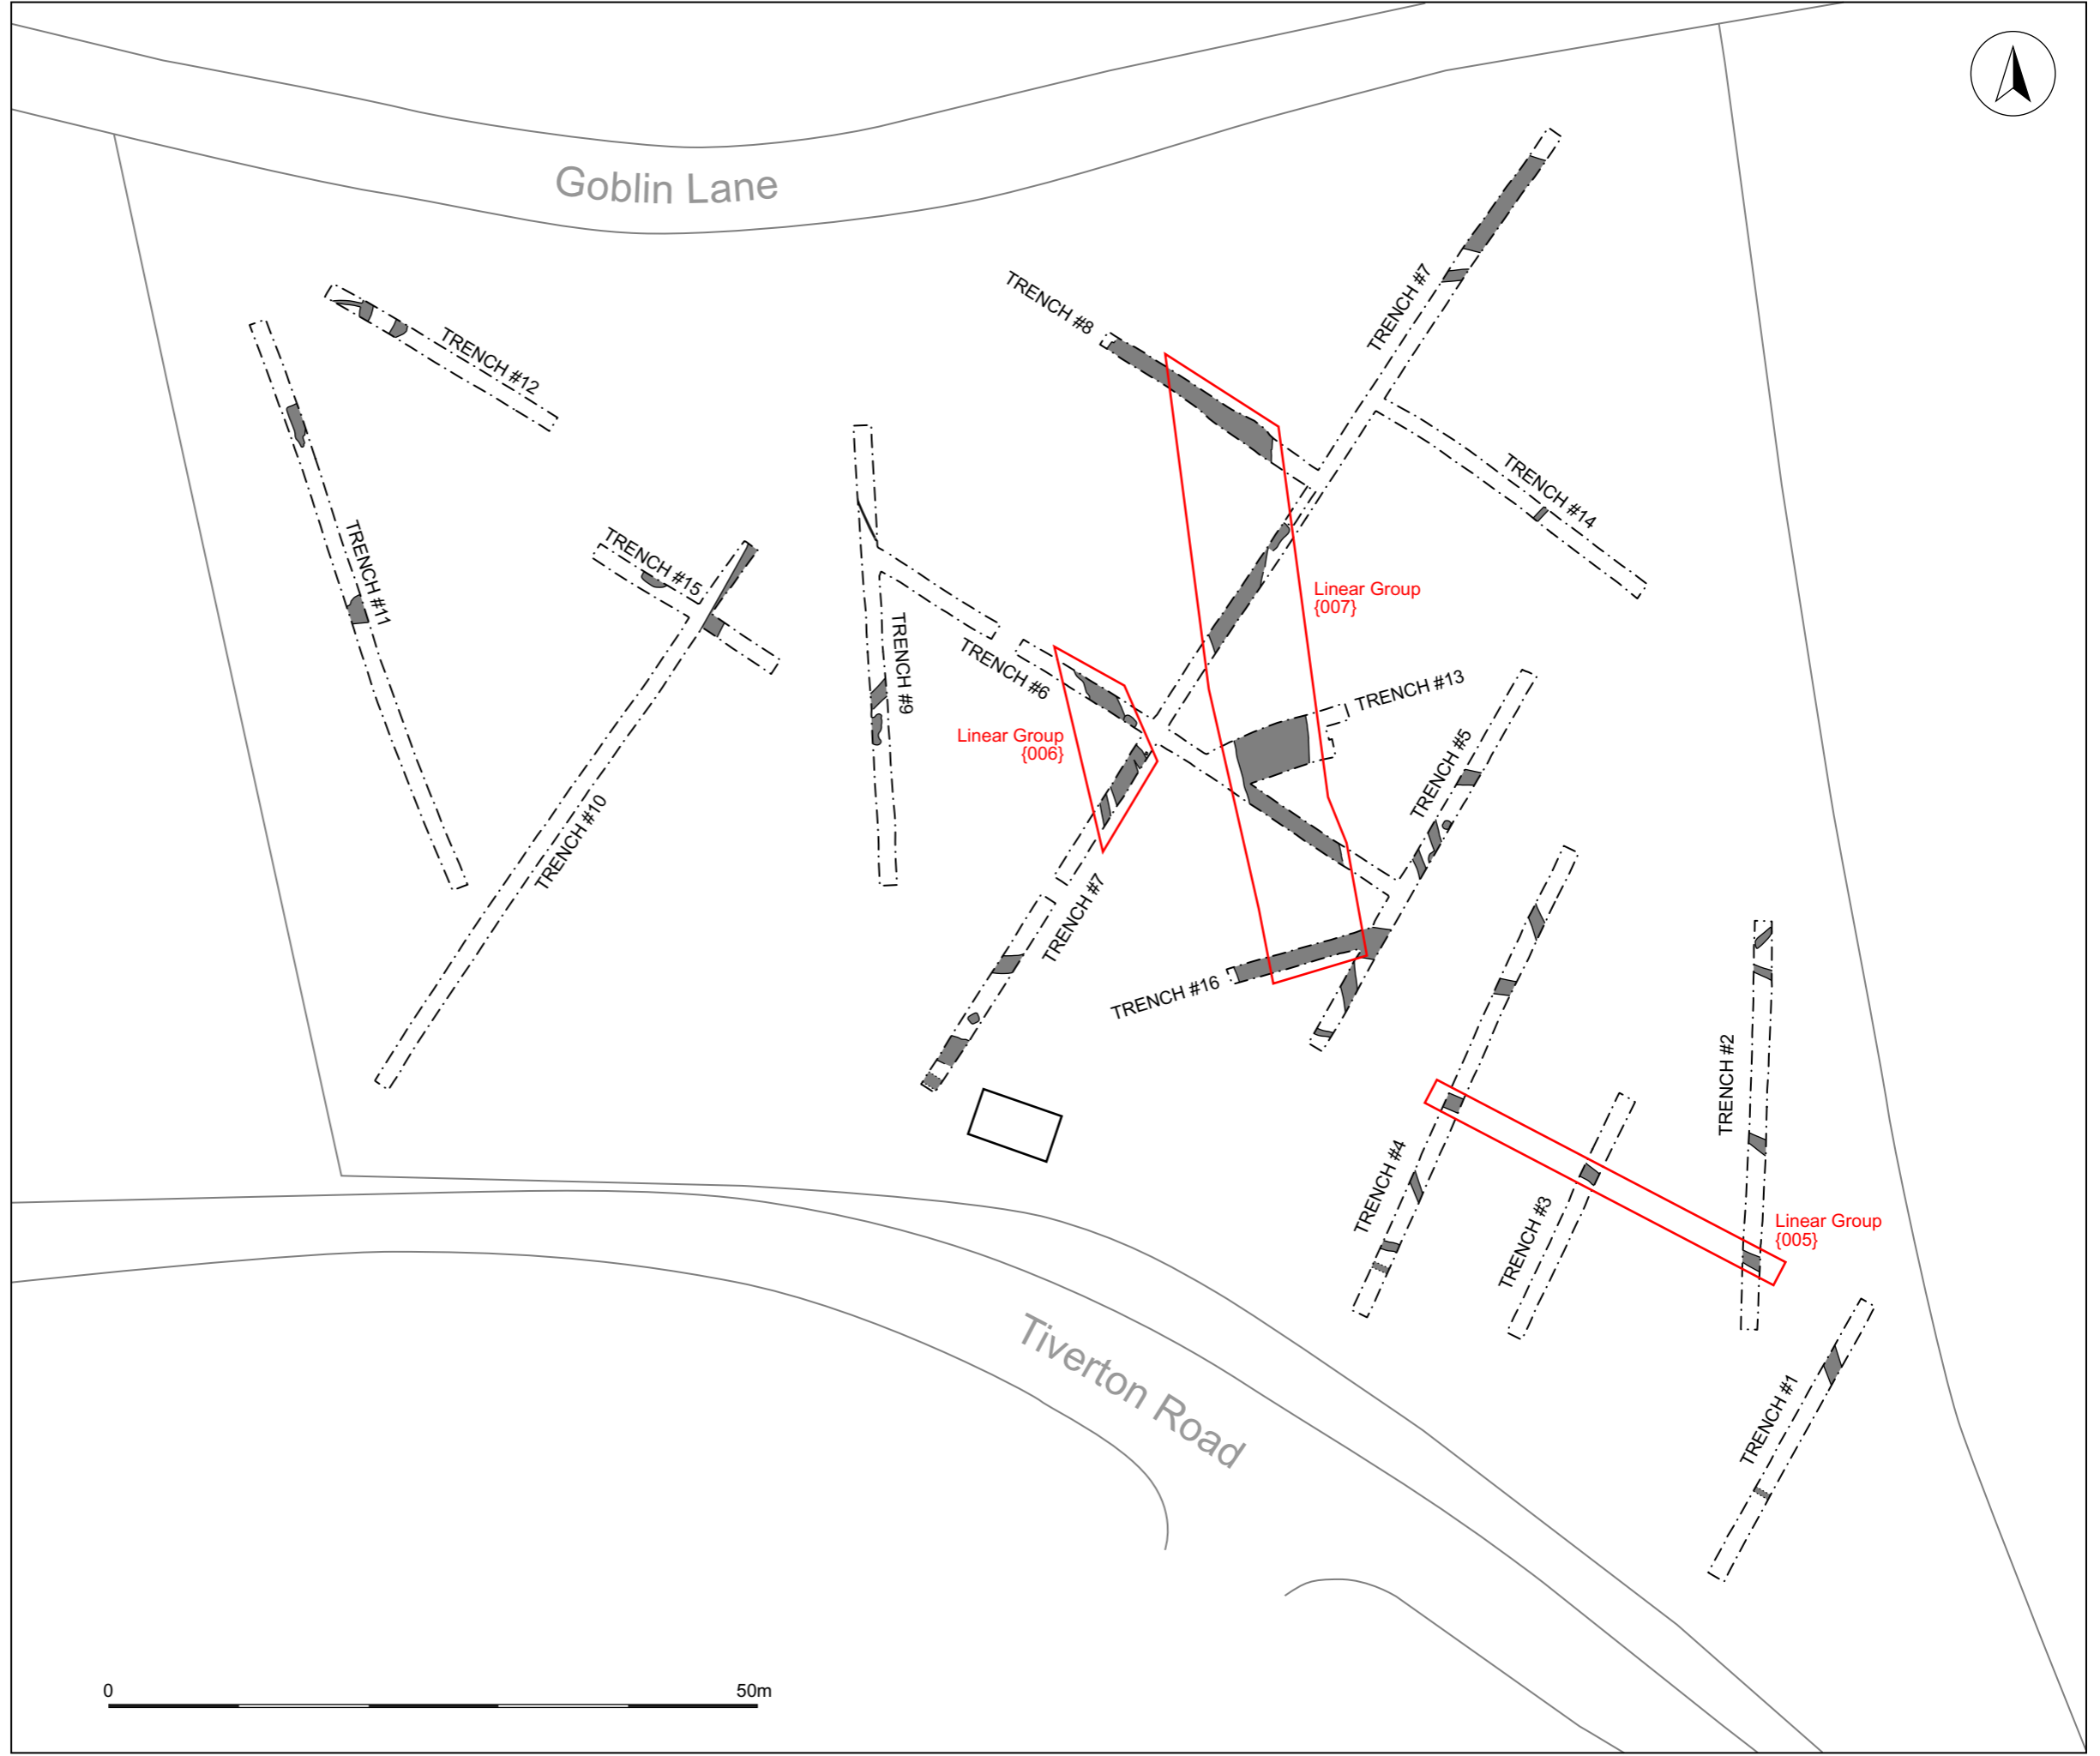 Goblin Lane
TRENCH #7
TRENCH #8
TRENCH #12
TRENCH #14
TRENCH #11
TRENCH #15
Linear Group
{007}
TRENCH #9
TRENCH #6
TRENCH #13
Linear Group
{006}
TRENCH #5
TRENCH #10
TRENCH #7
TRENCH #16
TRENCH #2
TRENCH #4
TRENCH #3
Linear Group
{005}
Tiverton Road
TRENCH #1
0
50m